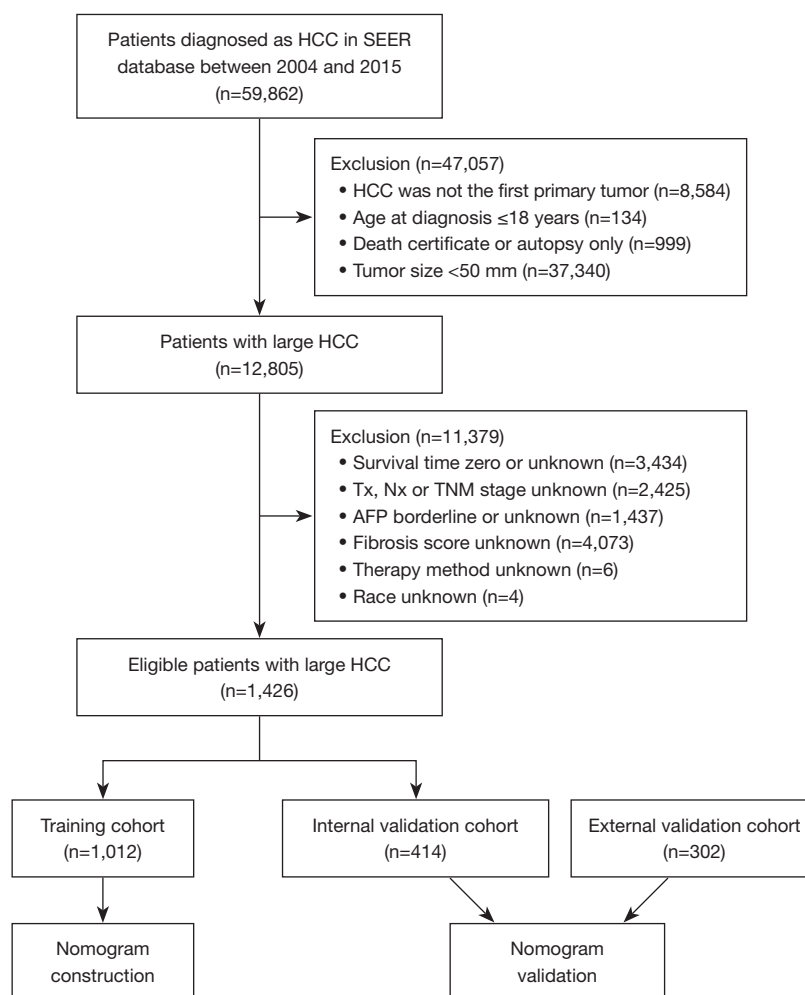 Patients diagnosed as HCC in SEER
database between 2004 and 2015
(n=59,862)
Exclusion (n=47,057)
• HCC was not the first primary tumor (n=8,584)
• Age at diagnosis ≤18 years (n=134)
• Death certificate or autopsy only (n=999)
• Tumor size <50 mm (n=37,340)
Patients with large HCC
(n=12,805)
Exclusion (n=11,379)
• Survival time zero or unknown (n=3,434)
• Tx, Nx or TNM stage unknown (n=2,425)
• AFP borderline or unknown (n=1,437)
• Fibrosis score unknown (n=4,073)
• Therapy method unknown (n=6)
• Race unknown (n=4)
Eligible patients with large HCC
(n=1,426)
Training cohort
(n=1,012)
Internal validation cohort
(n=414)
External validation cohort
(n=302)
Nomogram
construction
Nomogram
validation